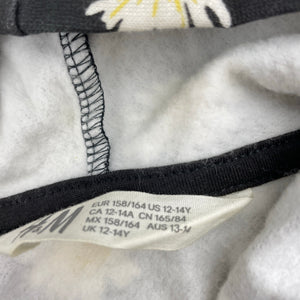 H&M
EUR 158/164 US 12-14Y
CA 12-14A CN 165/84
MX 158/164 AUS 13-
UK 12-14Y